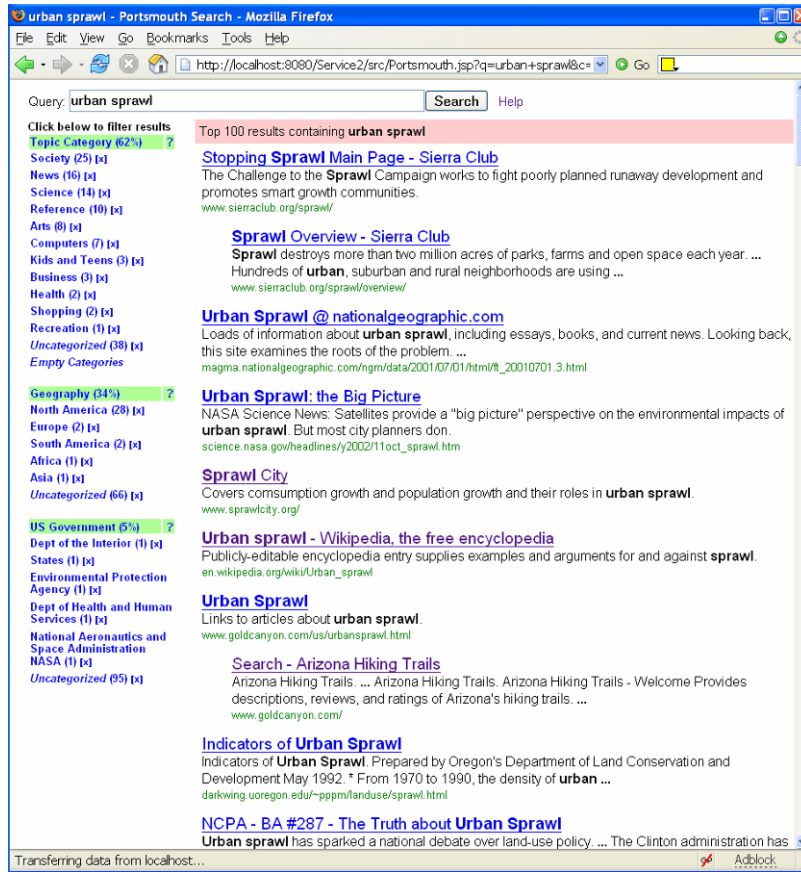 urban sprawl - Portsmouth Search - Mozilla Firefox
File Edit View Go Bookmarks Tools Help
http://localhost:8080/Service2/src/Portsmouth.jsp?q=urban+sprawl&c= Go
Query: urban sprawl Search Help
Click below to filter results
Topic Category (62%) ?
Society (25) [x]
News (16) [x]
Science (14) [x]
Reference (10) [x]
Arts (8) [x]
Computers (7) [x]
Kids and Teens (3) [x]
Business (3) [x]
Health (2) [x]
Shopping (2) [x]
Recreation (1) [x]
Uncategorized (38) [x]
Empty Categories
Geography (34%) ?
North America (28) [x]
Europe (2) [x]
South America (2) [x]
Africa (1) [x]
Asia (1) [x]
Uncategorized (66) [x]
US Government (5%) ?
Dept of the Interior (1) [x]
States (1) [x]
Environmental Protection
Agency (1) [x]
Dept of Health and Human
Services (1) [x]
National Aeronautics and
Space Administration
NASA (1) [x]
Uncategorized (95) [x]
Top 100 results containing urban sprawl
Stopping Sprawl Main Page - Sierra Club
The Challenge to the Sprawl Campaign works to fight poorly planned runaway development and
promotes smart growth communities.
www.sierraclub.org/sprawl/
Sprawl Overview - Sierra Club
Sprawl destroys more than two million acres of parks, farms and open space each year. ...
Hundreds of urban, suburban and rural neighborhoods are using ...
www.sierraclub.org/sprawl/overview/
Urban Sprawl @ nationalgeographic.com
Loads of information about urban sprawl, including essays, books, and current news. Looking back,
this site examines the roots of the problem. ...
magma.nationalgeographic.com/ngm/data/2001/07/01/html/ft_20010701.3.html
Urban Sprawl: the Big Picture
NASA Science News: Satellites provide a "big picture" perspective on the environmental impacts of
urban sprawl. But most city planners don.
science.nasa.gov/headlines/y2002/11oct_sprawl.htm
Sprawl City
Covers comsumption growth and population growth and their roles in urban sprawl.
www.sprawlcity.org/
Urban sprawl - Wikipedia, the free encyclopedia
Publicly-editable encyclopedia entry supplies examples and arguments for and against sprawl.
en.wikipedia.org/wiki/Urban_sprawl
Urban Sprawl
Links to articles about urban sprawl.
www.goldcanyon.com/us/urbansprawl.html
Search - Arizona Hiking Trails
Arizona Hiking Trails. ... Arizona Hiking Trails. Arizona Hiking Trails - Welcome Provides
descriptions, reviews, and ratings of Arizona's hiking trails. ...
www.goldcanyon.com/
Indicators of Urban Sprawl
Indicators of Urban Sprawl. Prepared by Oregon's Department of Land Conservation and
Development May 1992. * From 1970 to 1990, the density of urban ...
darkwing.uoregon.edu/~pppm/landuse/sprawl.html
NCPA - BA #287 - The Truth about Urban Sprawl
Urban sprawl has sparked a national debate over land-use policy. ... The Clinton administration has
Transferring data from localhost... Adblock